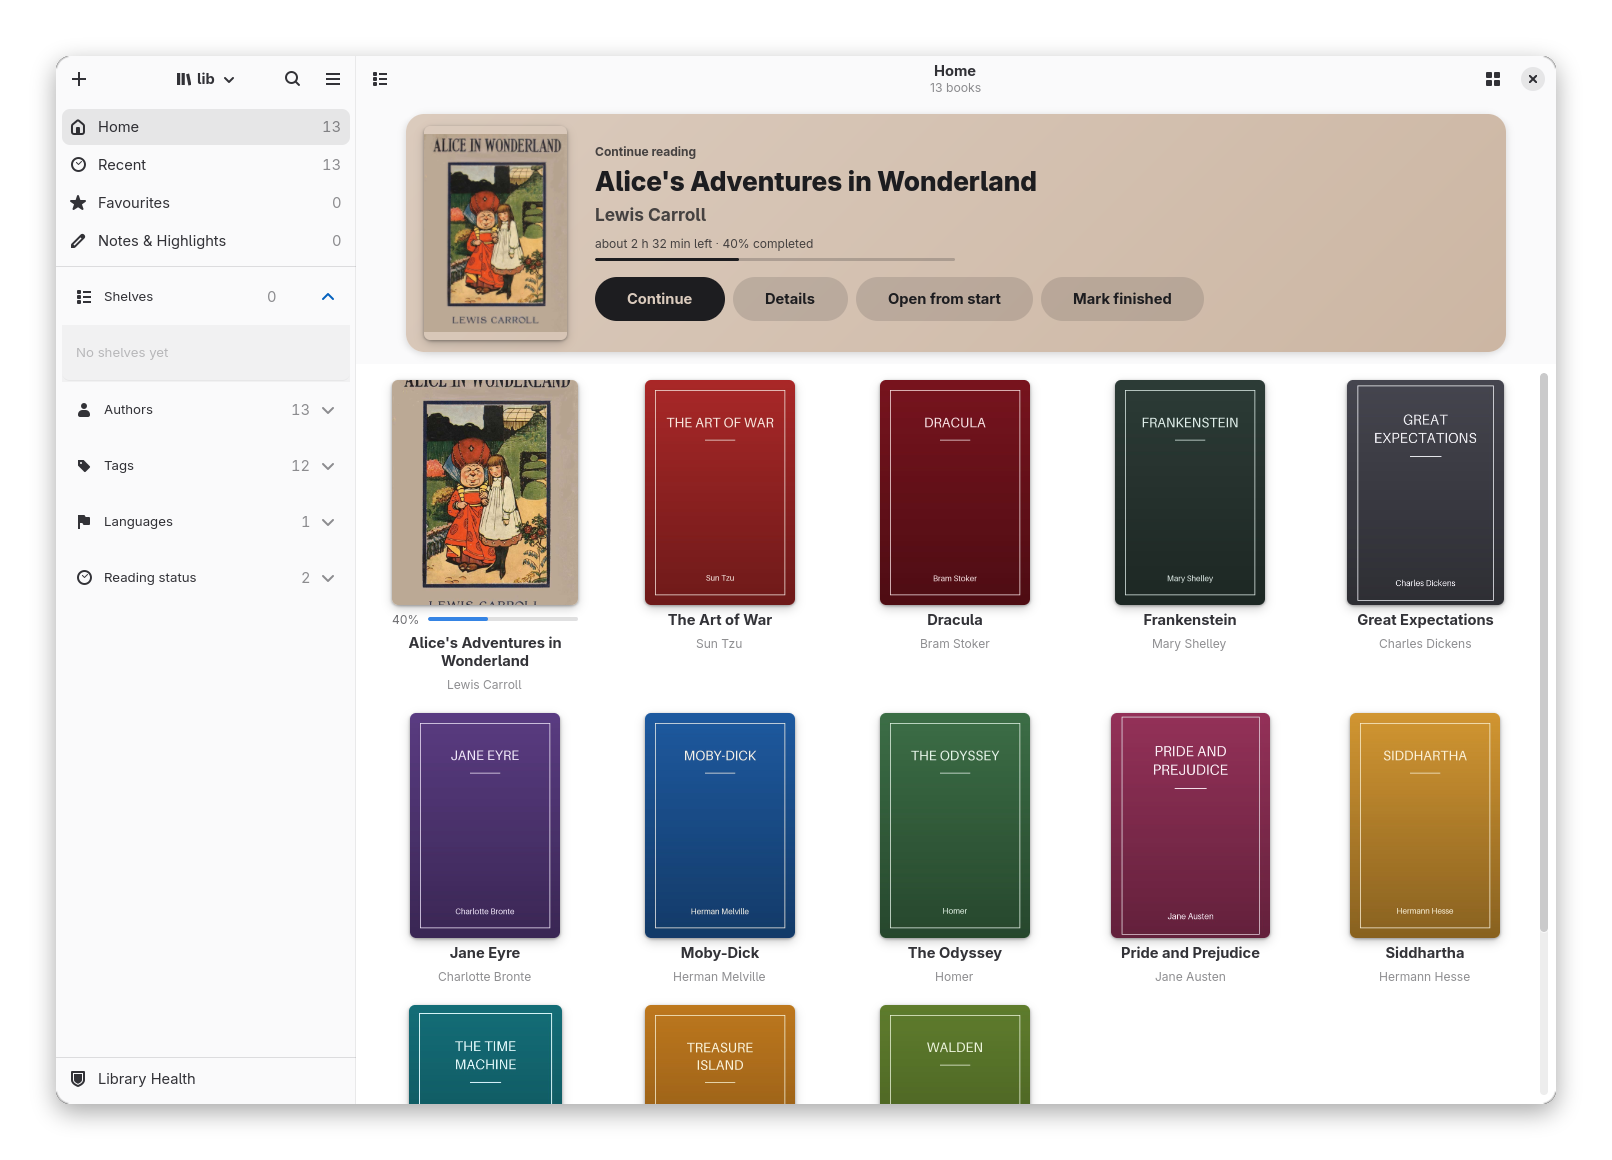 lib
Home
13 books
Home 13
Recent 13
Favourites 0
Notes & Highlights 0
Shelves 0
No shelves yet
Authors 13
Tags 12
Languages 1
Reading status 2
Library Health
ALICE IN WONDERLAND
LEWIS CARROLL
Continue reading
Alice's Adventures in Wonderland
Lewis Carroll
about 2 h 32 min left · 40% completed
Continue
Details
Open from start
Mark finished
ALICE IN WONDERLAND
LEWIS CARROLL
40%
Alice's Adventures in
Wonderland
Lewis Carroll
THE ART OF WAR
Sun Tzu
The Art of War
Sun Tzu
DRACULA
Bram Stoker
Dracula
Bram Stoker
FRANKENSTEIN
Mary Shelley
Frankenstein
Mary Shelley
GREAT
EXPECTATIONS
Charles Dickens
Great Expectations
Charles Dickens
JANE EYRE
Charlotte Bronte
Jane Eyre
Charlotte Bronte
MOBY-DICK
Herman Melville
Moby-Dick
Herman Melville
THE ODYSSEY
Homer
The Odyssey
Homer
PRIDE AND
PREJUDICE
Jane Austen
Pride and Prejudice
Jane Austen
SIDDHARTHA
Hermann Hesse
Siddhartha
Hermann Hesse
THE TIME
MACHINE
TREASURE
ISLAND
WALDEN